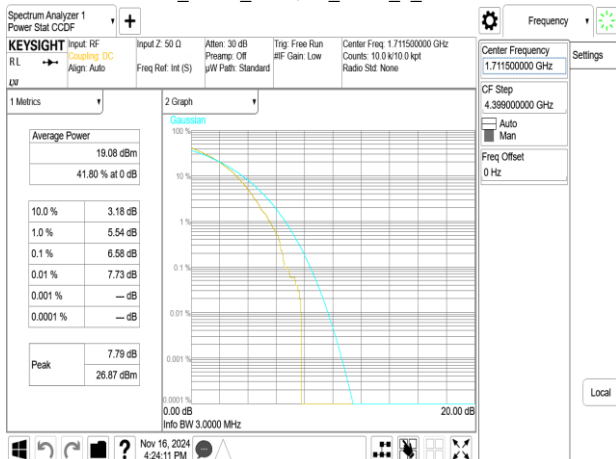 Spectrum Analyzer 1
Power Stat CCDF
+
Frequency
KEYSIGHT
RL
Input: RF
Coupling: DC
Align: Auto
Input Z: 50 Ω
Freq Ref: Int (S)
Atten: 30 dB
Preamp: Off
µW Path: Standard
Trig: Free Run
#IF Gain: Low
Center Freq: 1.711500000 GHz
Counts: 10.0 k/10.0 kpt
Radio Std: None
Center Frequency
1.711500000 GHz
Settings
CF Step
4.399000000 GHz
Auto
Man
Freq Offset
0 Hz
Local
1 Metrics
Average Power
19.08 dBm
41.80 % at 0 dB
10.0 % 3.18 dB
1.0 % 5.54 dB
0.1 % 6.58 dB
0.01 % 7.73 dB
0.001 % --- dB
0.0001 % --- dB
Peak
7.79 dB
26.87 dBm
2 Graph
Gaussian
100 %
10 %
1 %
0.1 %
0.01 %
0.001 %
0.0001 %
0.00 dB 20.00 dB
Info BW 3.0000 MHz
?
Nov 16, 2024
4:24:11 PM